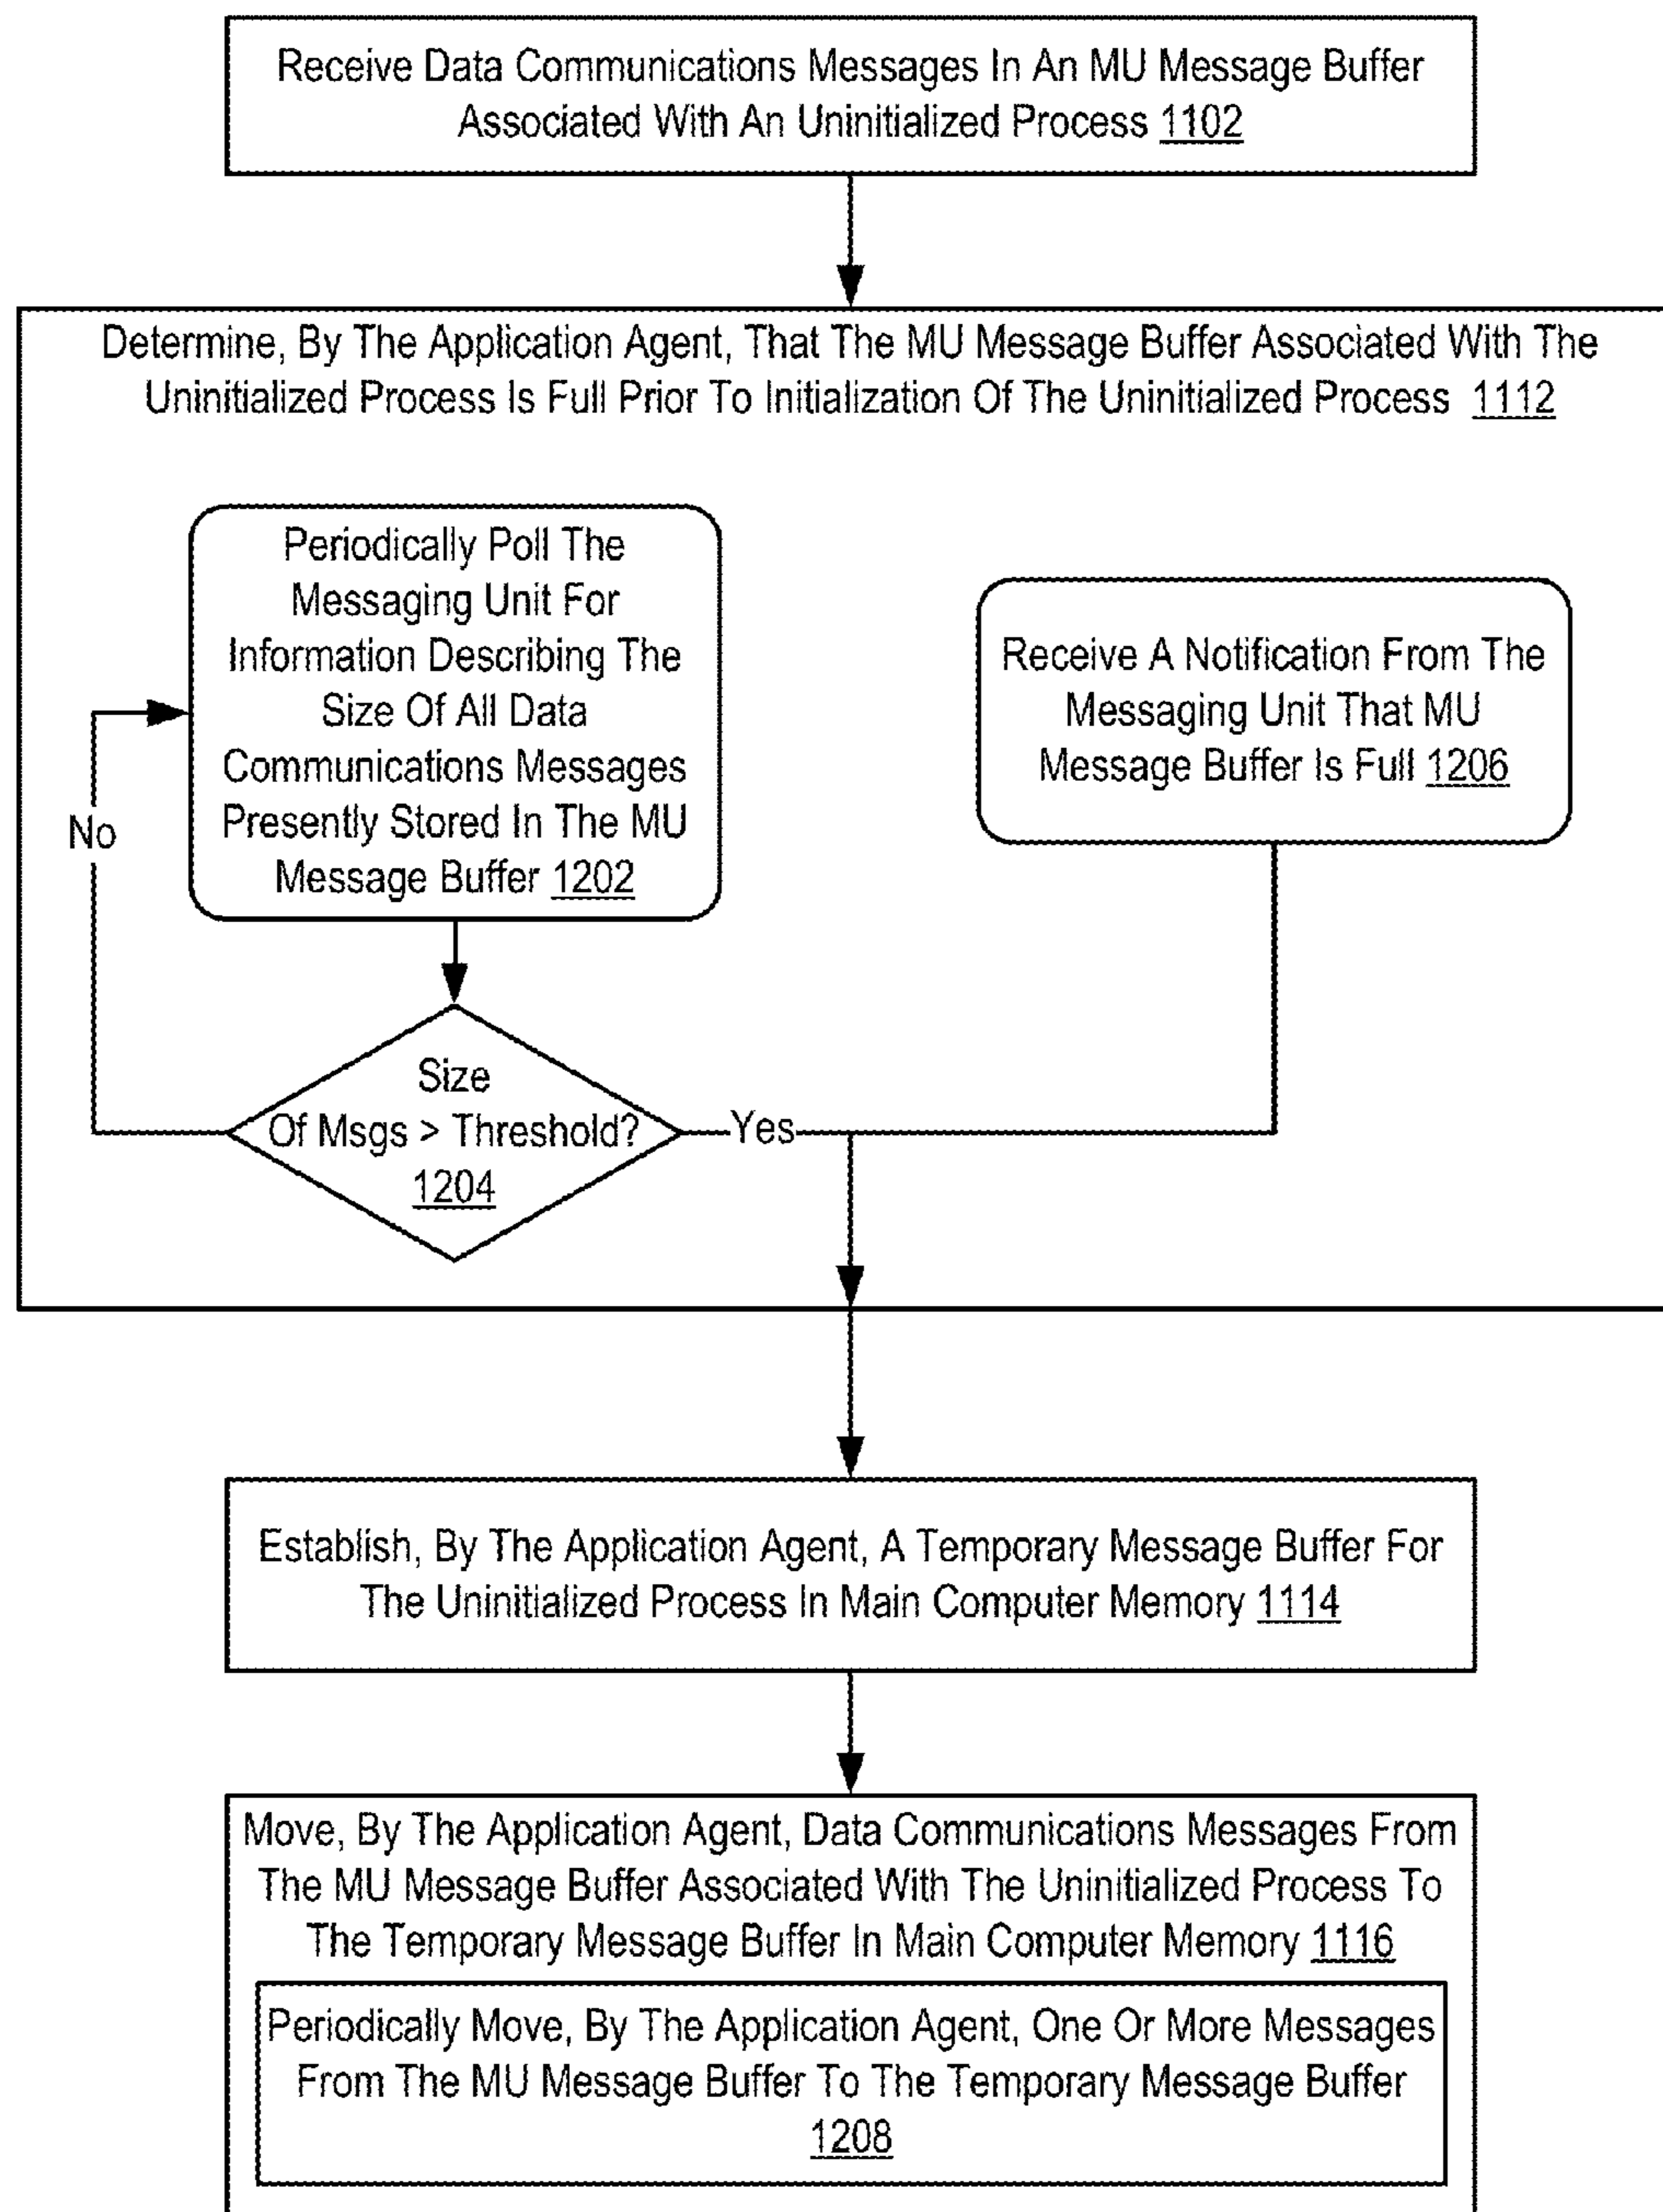 Receive Data Communications Messages In An MU Message Buffer
Associated With An Uninitialized Process 1102
Determine, By The Application Agent, That The MU Message Buffer Associated With The
Uninitialized Process Is Full Prior To Initialization Of The Uninitialized Process 1112
Periodically Poll The
Messaging Unit For
Information Describing The
Size Of All Data
Communications Messages
Presently Stored In The MU
Message Buffer 1202
Receive A Notification From The
Messaging Unit That MU
Message Buffer Is Full 1206
No
Size
Of Msgs > Threshold?
1204
Yes
Establish, By The Application Agent, A Temporary Message Buffer For
The Uninitialized Process In Main Computer Memory 1114
Move, By The Application Agent, Data Communications Messages From
The MU Message Buffer Associated With The Uninitialized Process To
The Temporary Message Buffer In Main Computer Memory 1116
Periodically Move, By The Application Agent, One Or More Messages
From The MU Message Buffer To The Temporary Message Buffer
1208